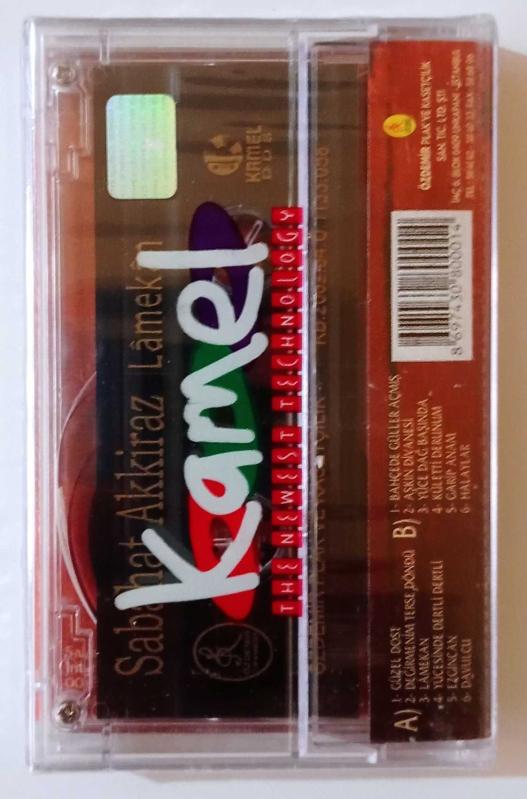 Sabahat Akkiraz Lâmekân
KAMEL
Kamel
THE NEWEST TECHNOLOGY
ÖZDEMİR PLAK VE KASETÇİLİK
SAN. TİC. LTD. ŞTİ.
8 697430 800014
A) 1- GÜZEL DOST
2- DEĞİRMENİM TERSE DÖNDÜ
3- LÂMEKÂN
4- YÜCESİNDE DERTLİ DERTLİ
5- EZGİNCAN
6- DAVULCU
B) 1- BAHÇEDE GÜLLER AÇMIŞ
2- AŞKIN DİVANESİ
3- YÜCE DAĞ BAŞINDA
4- KÜLETTİ DERUNUM
5- GARİP ANAM
6- HALAYLAR